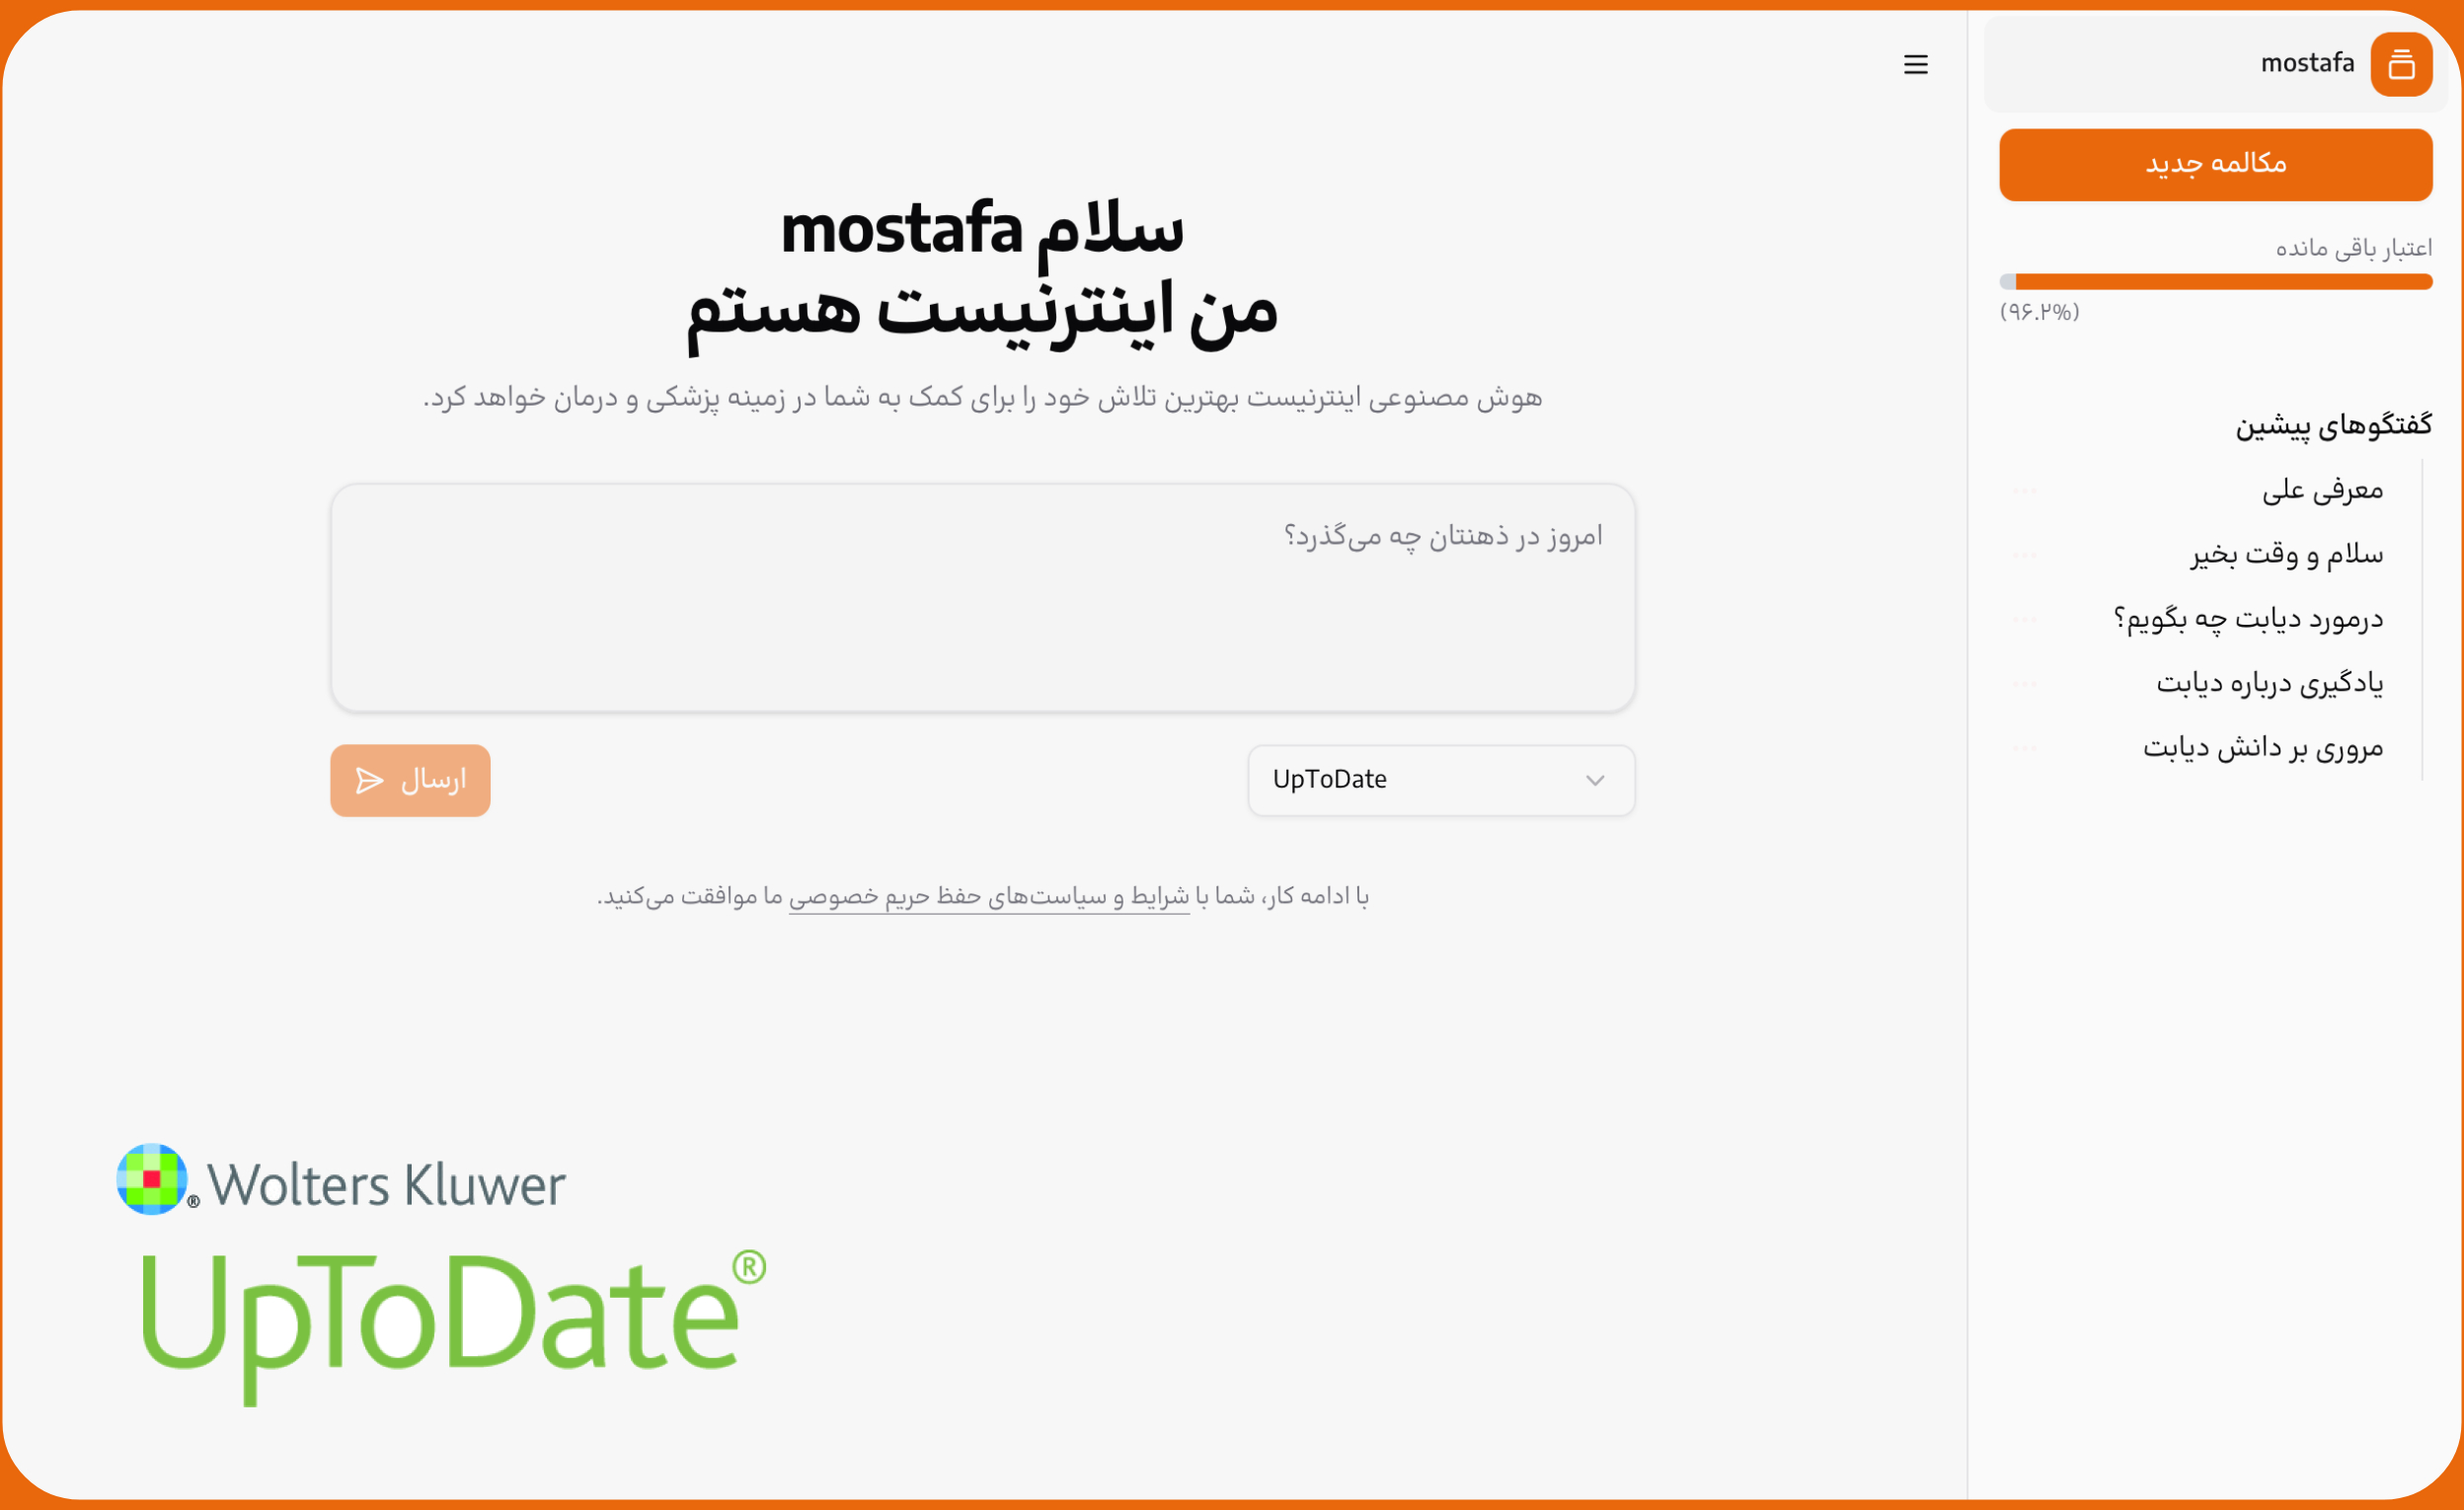 mostafa
مکالمه جدید
اعتبار باقی مانده
(۹۶.۲%)
گفتگوهای پیشین
معرفی علی
سلام و وقت بخیر
درمورد دیابت چه بگویم؟
یادگیری درباره دیابت
مروری بر دانش دیابت
سلام mostafa
من اینترنیست هستم
هوش مصنوعی اینترنیست بهترین تلاش خود را برای کمک به شما در زمینه پزشکی و درمان خواهد کرد.
امروز در ذهنتان چه می‌گذرد؟
UpToDate
ارسال
با ادامه کار، شما با شرایط و سیاست‌های حفظ حریم خصوصی ما موافقت می‌کنید.
® Wolters Kluwer
UpToDate®